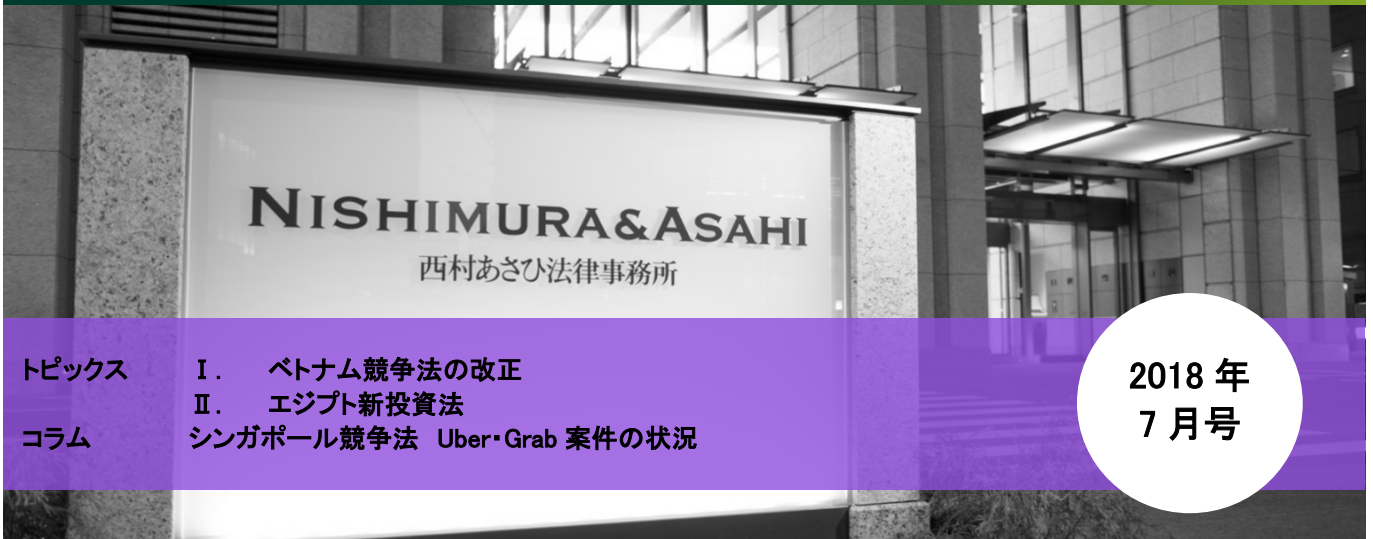 NISHIMURA&ASAHI
西村あさひ法律事務所
トピックス Ⅰ. ベトナム競争法の改正
Ⅱ. エジプト新投資法
コラム シンガポール競争法 Uber・Grab 案件の状況
2018 年
7 月号